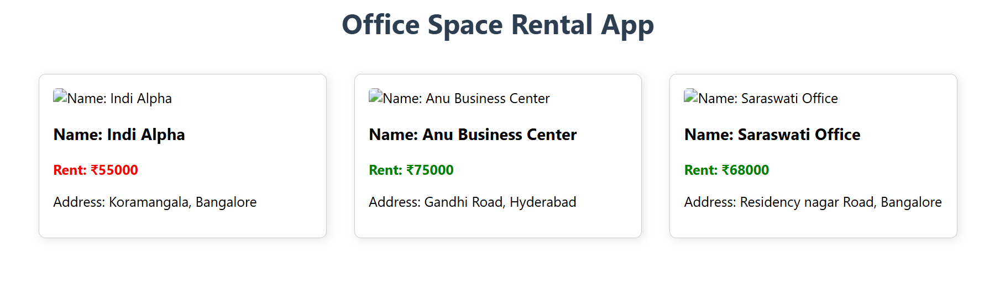 Office Space Rental App
Name: Indi Alpha
Name: Indi Alpha
Rent: ₹55000
Address: Koramangala, Bangalore
Name: Anu Business Center
Name: Anu Business Center
Rent: ₹75000
Address: Gandhi Road, Hyderabad
Name: Saraswati Office
Name: Saraswati Office
Rent: ₹68000
Address: Residency nagar Road, Bangalore